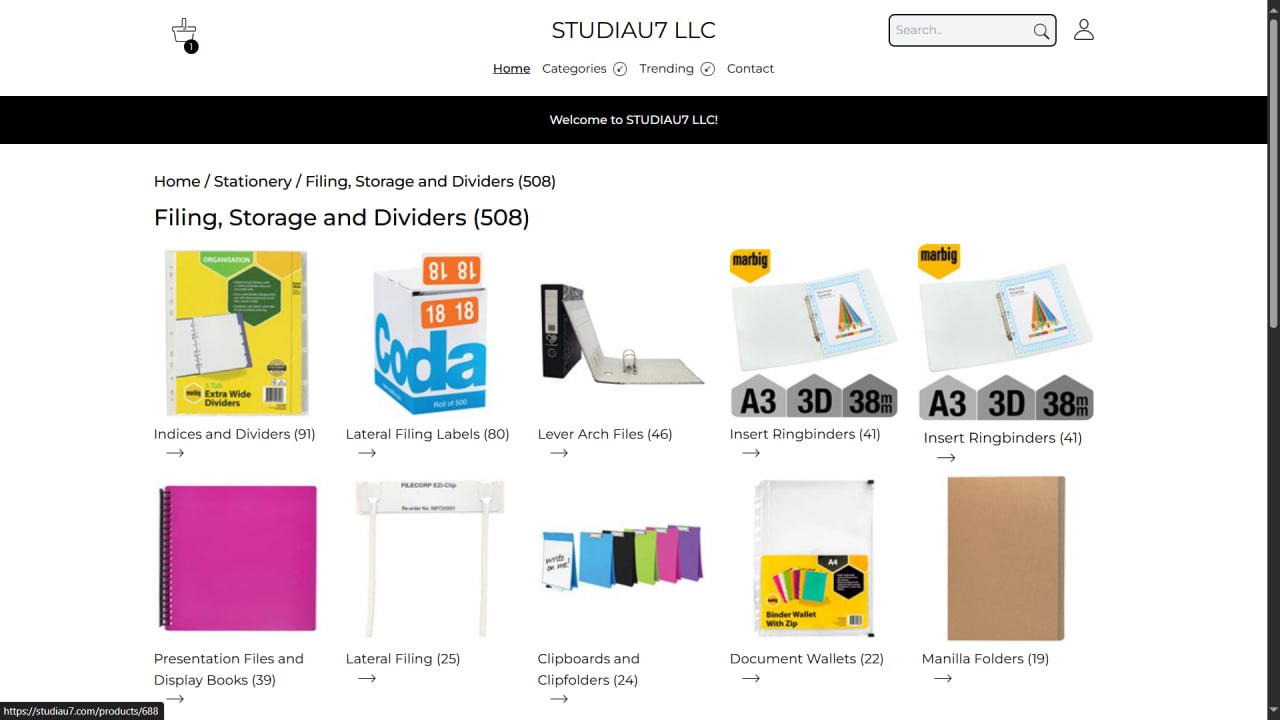 STUDIAU7 LLC
Search..
1
Home Categories Trending Contact
Welcome to STUDIAU7 LLC!
Home / Stationery / Filing, Storage and Dividers (508)
Filing, Storage and Dividers (508)
ORGANISATION
5 Tab
marbig
Extra Wide
Dividers
18 18
18 18
Coda
Roll of 500
marbig
A3 3D 38mm
marbig
A3 3D 38mm
Indices and Dividers (91)
Lateral Filing Labels (80)
Lever Arch Files (46)
Insert Ringbinders (41)
Insert Ringbinders (41)
FILECORP EZi-Clip
Re-order No:
write
on me!
A4
Binder Wallet
With Zip
Presentation Files and
Display Books (39)
Lateral Filing (25)
Clipboards and
Clipfolders (24)
Document Wallets (22)
Manilla Folders (19)
https://studiau7.com/products/688